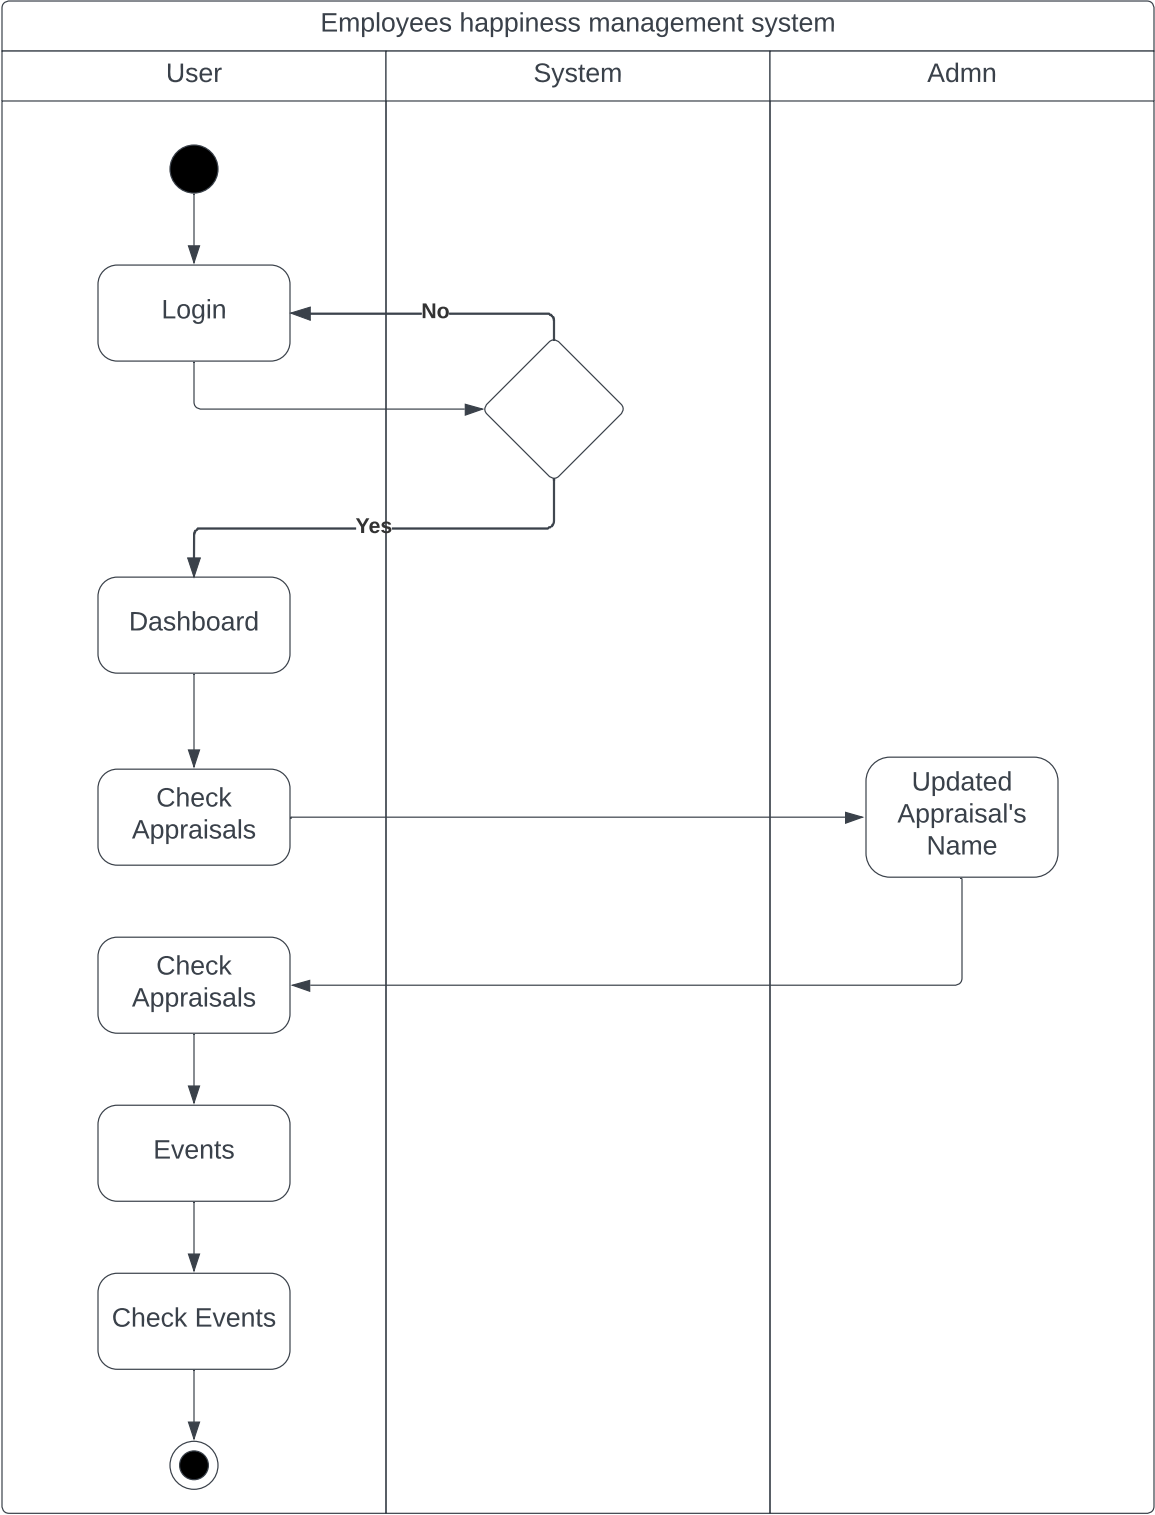 Employees happiness management system
User
System
Admn
Login
No
Yes
Dashboard
Check
Appraisals
Updated
Appraisal's
Name
Check
Appraisals
Events
Check Events